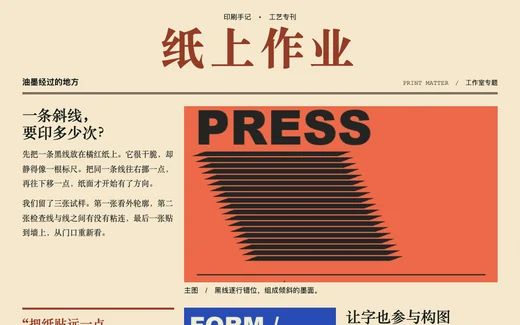 印刷手记 · 工艺专刊
纸上作业
油墨经过的地方
PRINT MATTER / 工作室专题
一条斜线，
要印多少次？
先把一条黑线放在橘红纸上。它很干脆，却
静得像一根标尺。把同一条线往右挪一点，
再往下移一点，纸面才开始有了方向。
我们留了三张试样。第一张看外轮廓，第二
张检查线与线之间有没有粘连，最后一张贴
到墙上，从门口重新看。
PRESS
主图 / 黑线逐行错位，组成倾斜的墨面。
“把纸贴远一点
FORM /
让字也参与构图